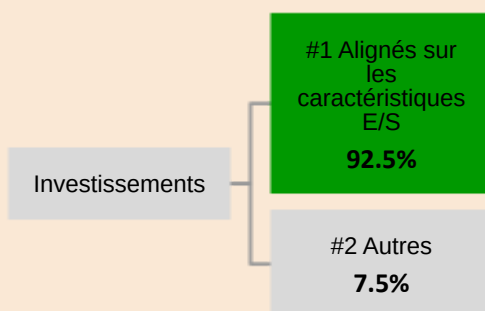 Investissements
#1 Alignés sur
les
caractéristiques
E/S
92.5%
#2 Autres
7.5%